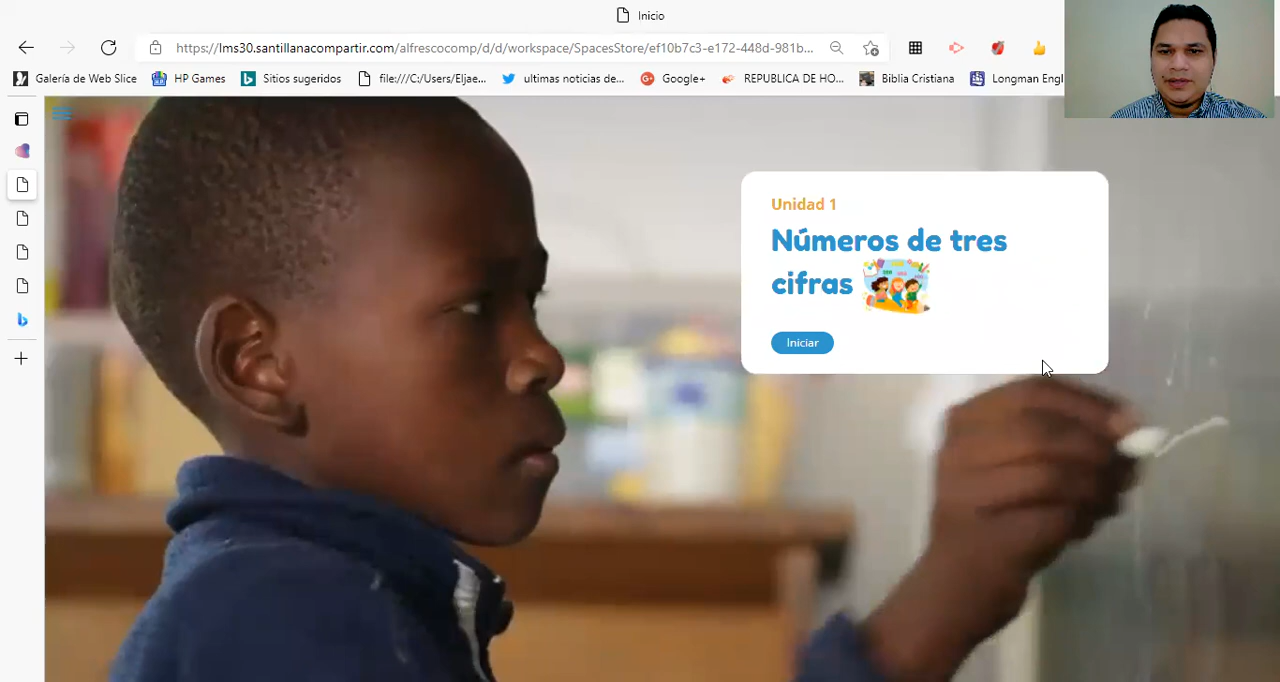 Inicio
https://lms30.santillanacompartir.com/alfrescocomp/d/d/workspace/SpacesStore/ef10b7c3-e172-448d-981b...
Galería de Web Slice
HP Games
Sitios sugeridos
file:///C:/Users/Elise...
ultimas noticias de...
Google+
REPUBLICA DE HO...
Biblia Cristiana
Longman Engl
Unidad 1
Números de tres
cifras
Iniciar